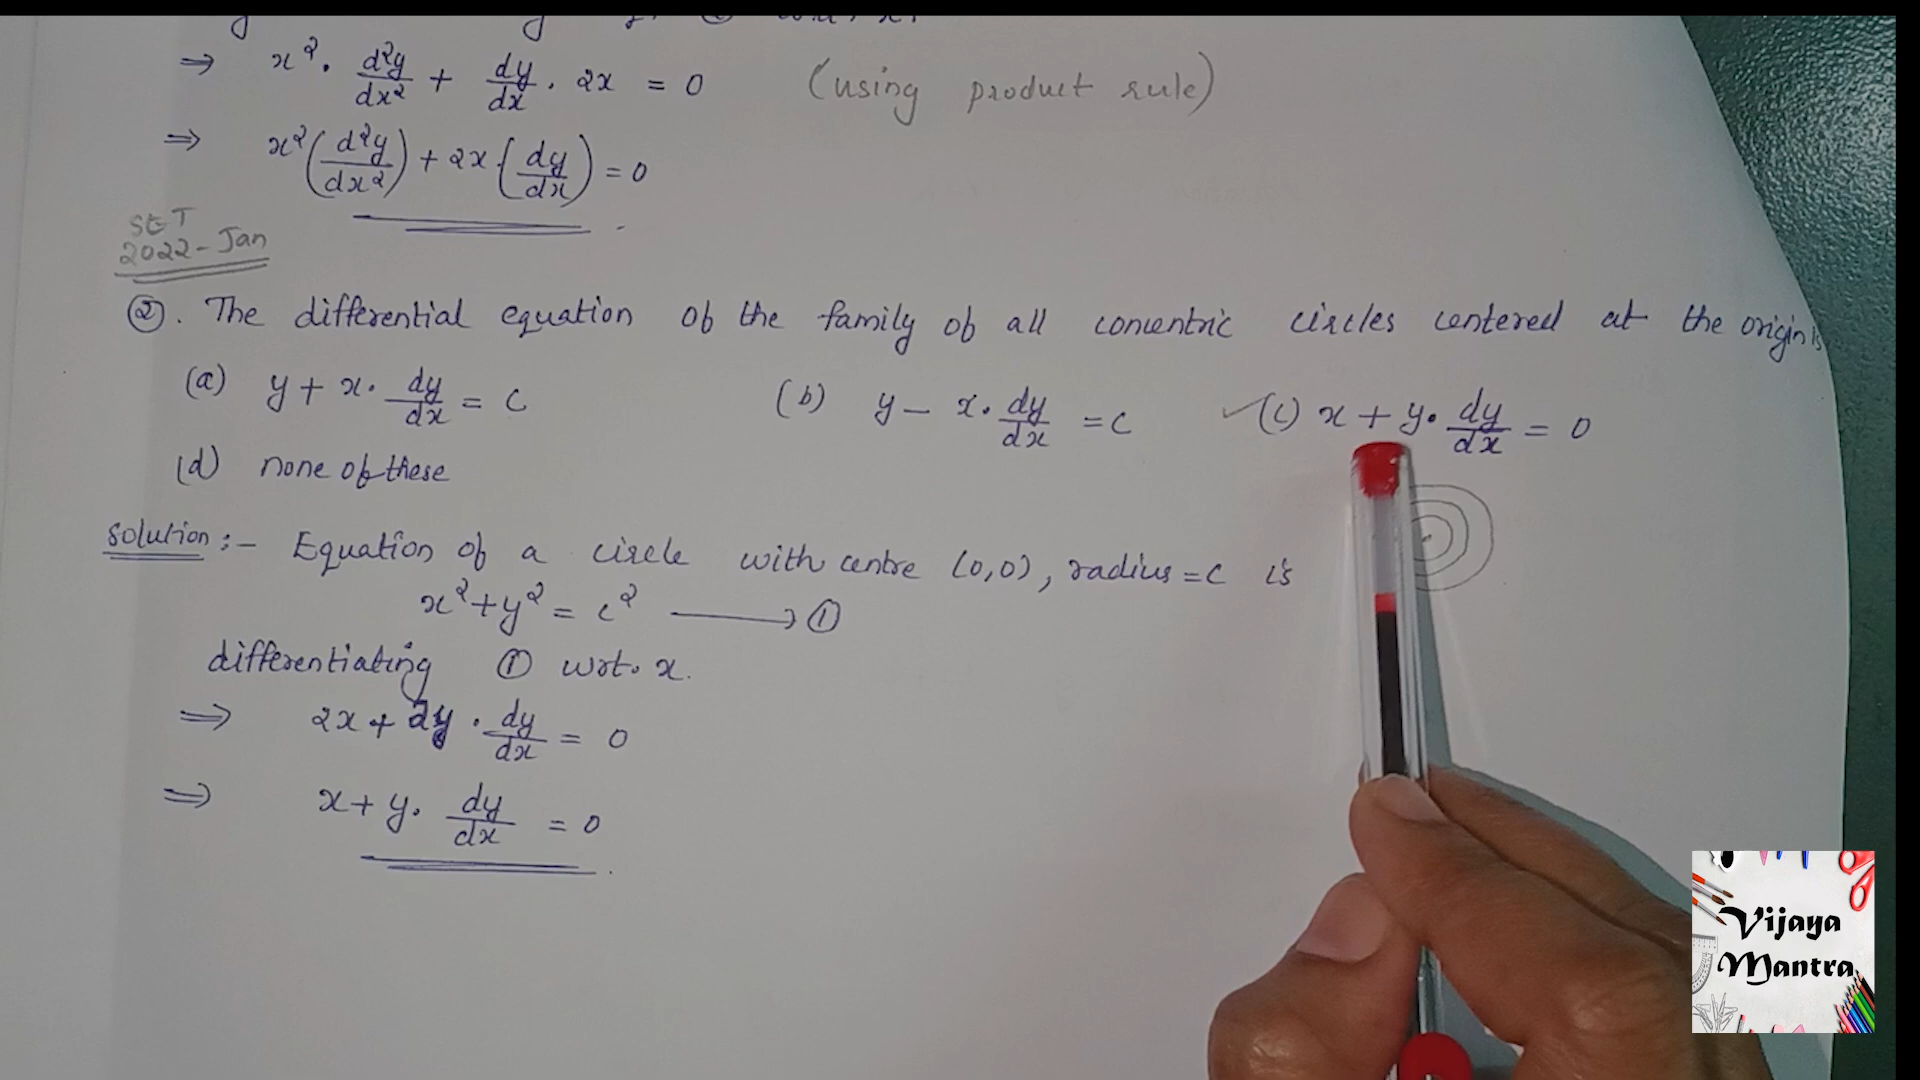 ⇒ x² · d²y/dx² + dy/dx · 2x = 0 (using product rule)
⇒ x²(d²y/dx²) + 2x(dy/dx) = 0
SET
2022-Jan
②. The differential equation of the family of all concentric circles centered at the origin is
(a) y + x · dy/dx = c (b) y - x · dy/dx = c ✓(c) x + y · dy/dx = 0
(d) none of these
Solution :- Equation of a circle with centre (0,0), radius = c is
x² + y² = c² ⟶ ①
differentiating ① wrt. x.
⇒ 2x + 2y · dy/dx = 0
⇒ x + y · dy/dx = 0
Vijaya
Mantra